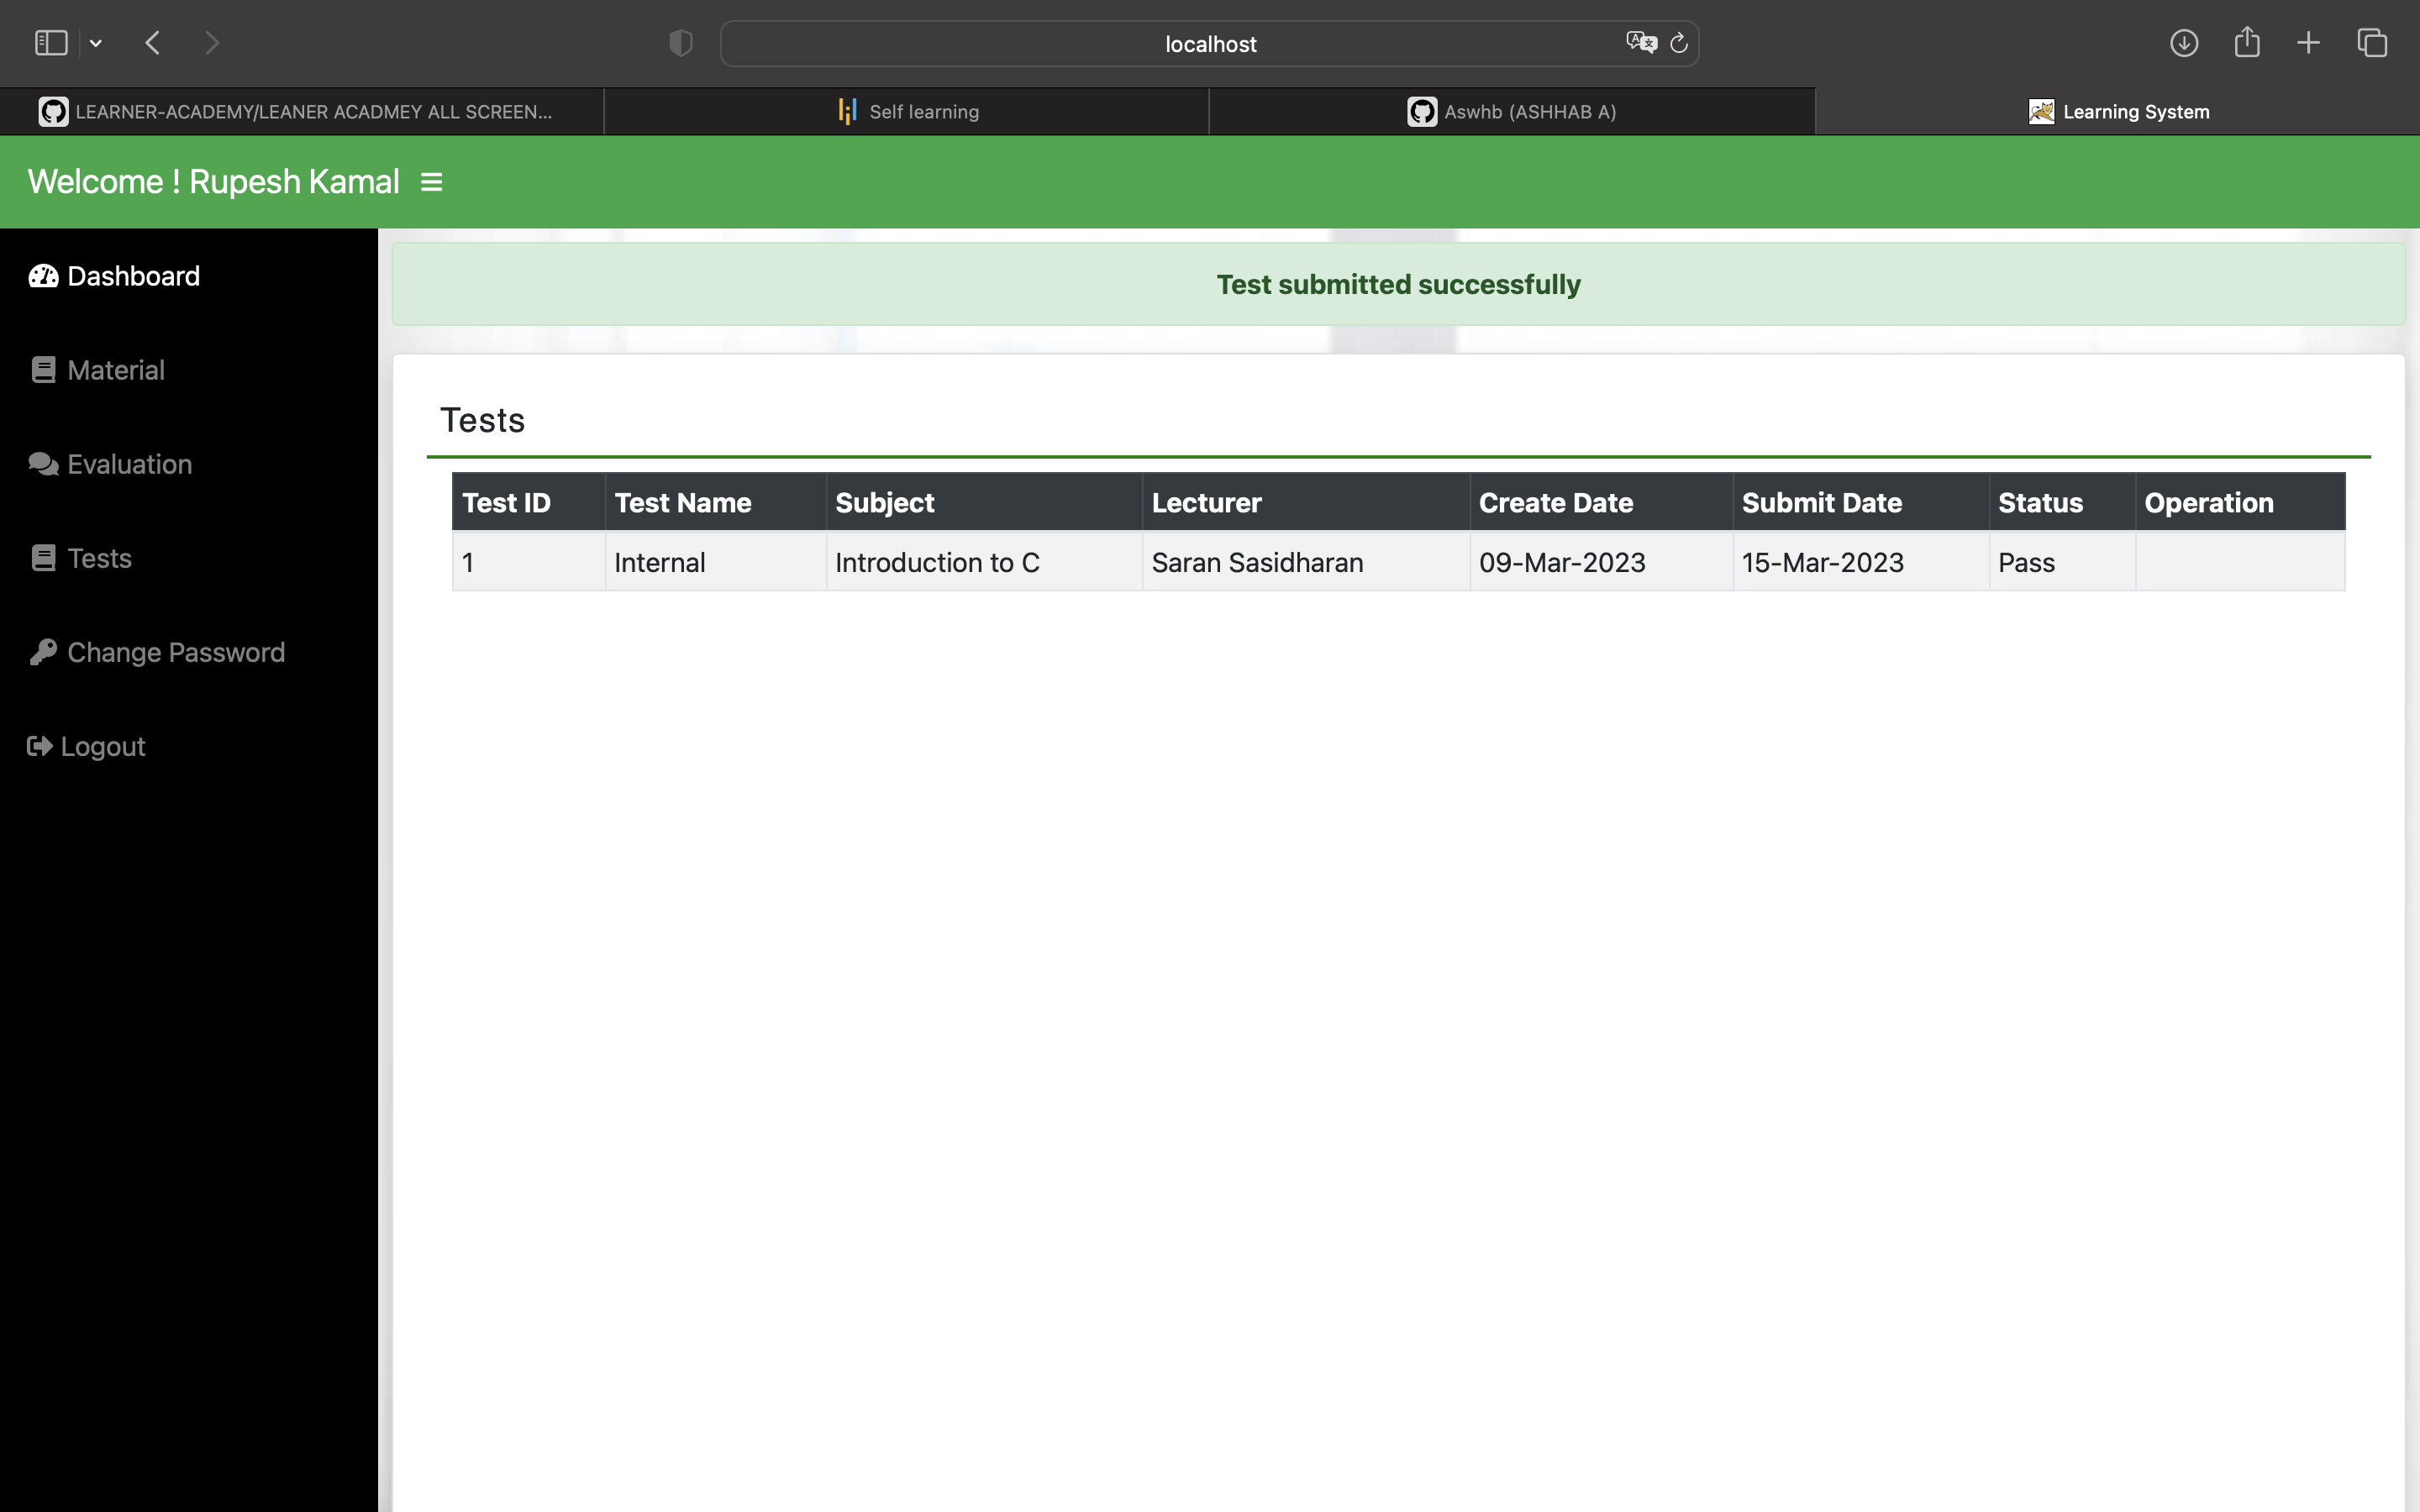 localhost
LEARNER-ACADEMY/LEANER ACADMEY ALL SCREEN...
Self learning
Aswhb (ASHHAB A)
Learning System
Welcome ! Rupesh Kamal
Dashboard
Material
Evaluation
Tests
Change Password
Logout
Test submitted successfully
Tests
Test ID Test Name Subject Lecturer Create Date Submit Date Status Operation
1 Internal Introduction to C Saran Sasidharan 09-Mar-2023 15-Mar-2023 Pass